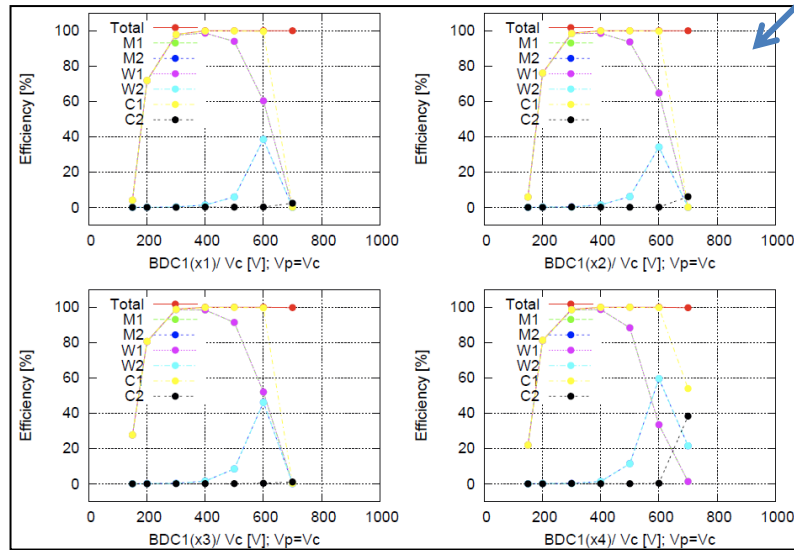 Total
M1
M2
W1
W2
C1
C2
100
80
60
40
20
0
Efficiency [%]
0 200 400 600 800 1000
BDC1(x1)/ Vc [V]; Vp=Vc
Total
M1
M2
W1
W2
C1
C2
100
80
60
40
20
0
Efficiency [%]
0 200 400 600 800 1000
BDC1(x2)/ Vc [V]; Vp=Vc
Total
M1
M2
W1
W2
C1
C2
100
80
60
40
20
0
Efficiency [%]
0 200 400 600 800 1000
BDC1(x3)/ Vc [V]; Vp=Vc
Total
M1
M2
W1
W2
C1
C2
100
80
60
40
20
0
Efficiency [%]
0 200 400 600 800 1000
BDC1(x4)/ Vc [V]; Vp=Vc